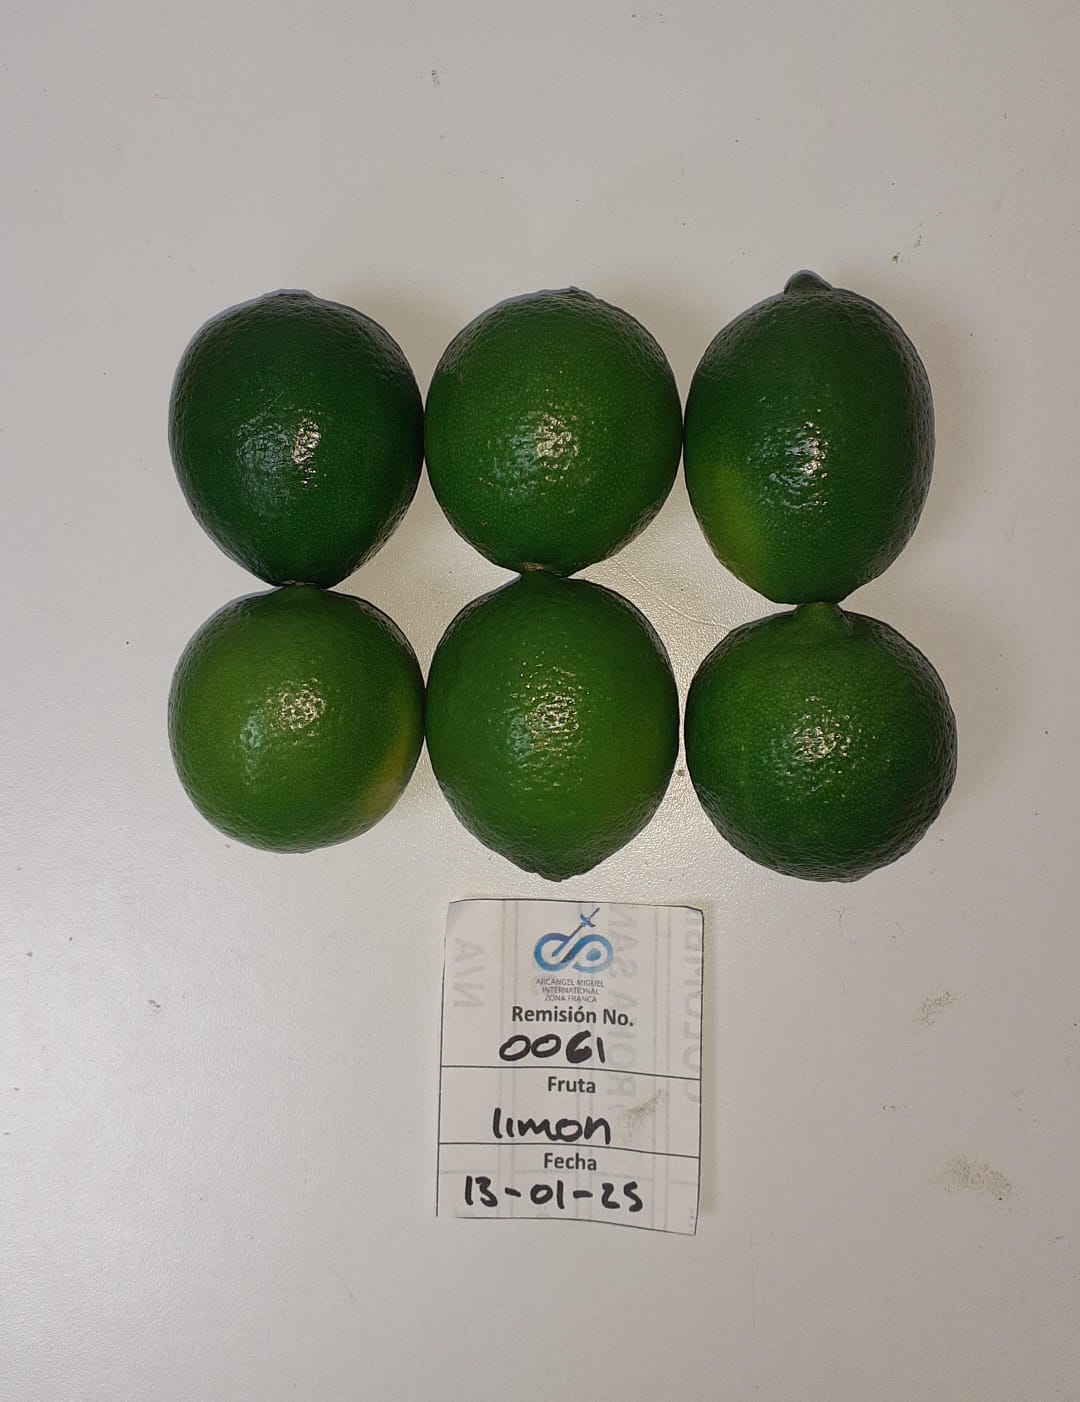 ARCANGEL MIGUEL
INTERNATIONAL
ZONA FRANCA
Remisión No.
0061
Fruta
limon
Fecha
13-01-25